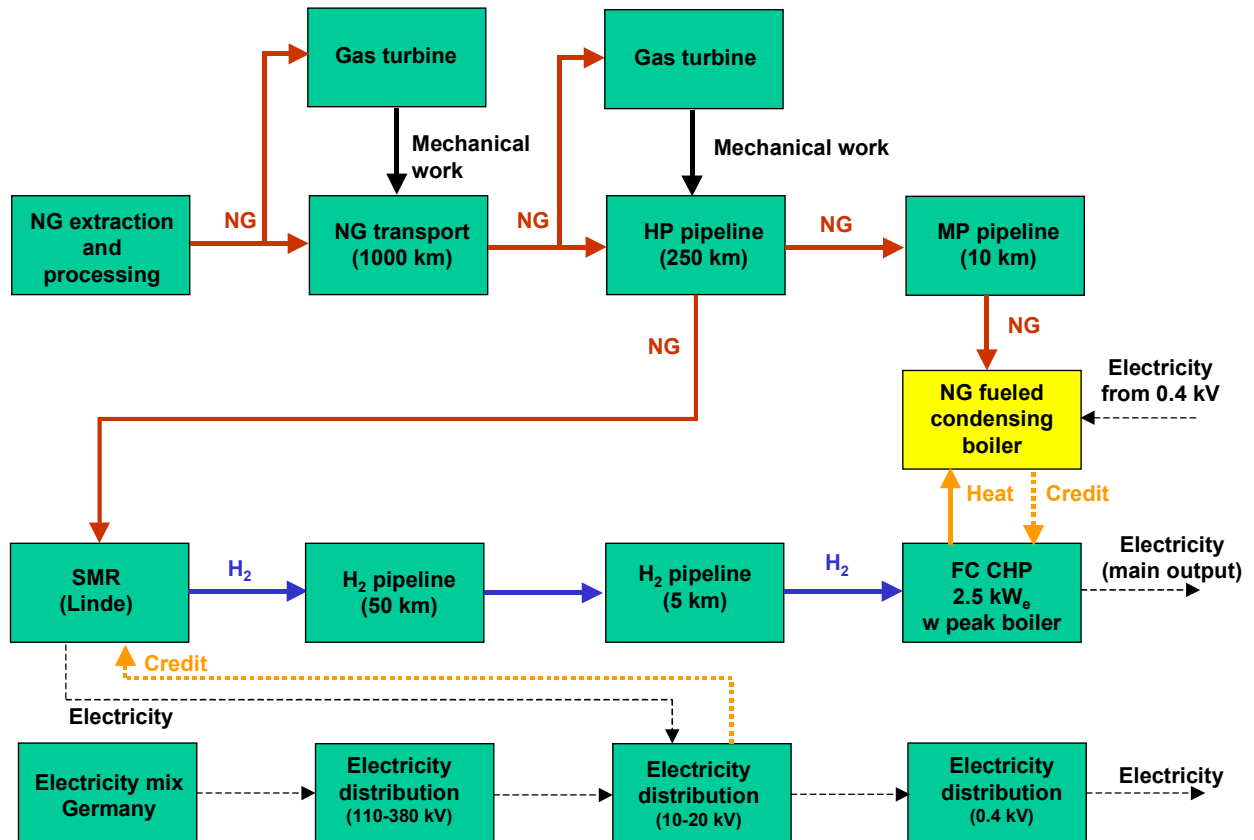 Gas turbine
Gas turbine
Mechanical
work
Mechanical work
NG extraction
and
processing
NG
NG transport
(1000 km)
NG
HP pipeline
(250 km)
NG
MP pipeline
(10 km)
NG
NG
NG fueled
condensing
boiler
Electricity
from 0.4 kV
Heat
Credit
SMR
(Linde)
H2
H2 pipeline
(50 km)
H2 pipeline
(5 km)
H2
FC CHP
2.5 kWe
w peak boiler
Electricity
(main output)
Credit
Electricity
Electricity mix
Germany
Electricity
distribution
(110-380 kV)
Electricity
distribution
(10-20 kV)
Electricity
distribution
(0.4 kV)
Electricity